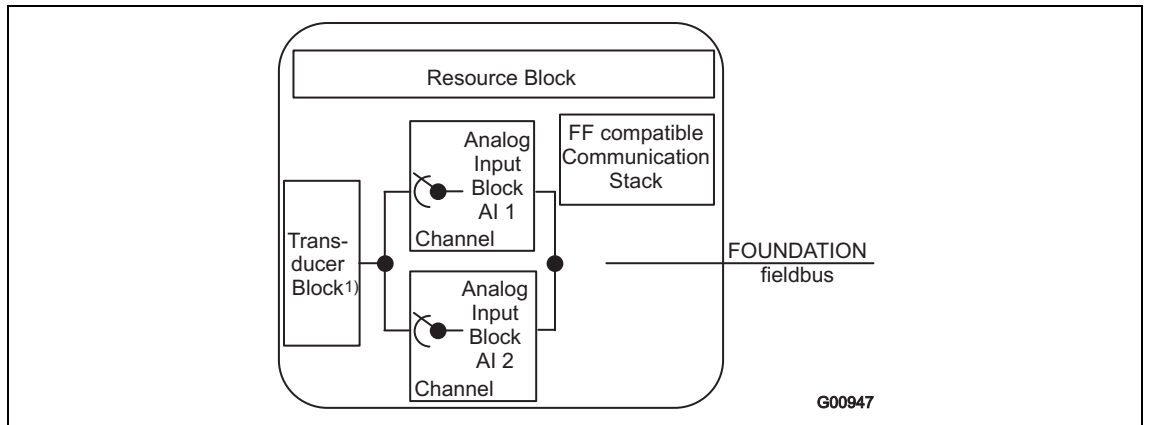 Resource Block
FF compatible
Communication
Stack
Analog
Input
Block
AI 1
Channel
Trans-
ducer
Block1)
FOUNDATION
fieldbus
Analog
Input
Block
AI 2
Channel
G00947